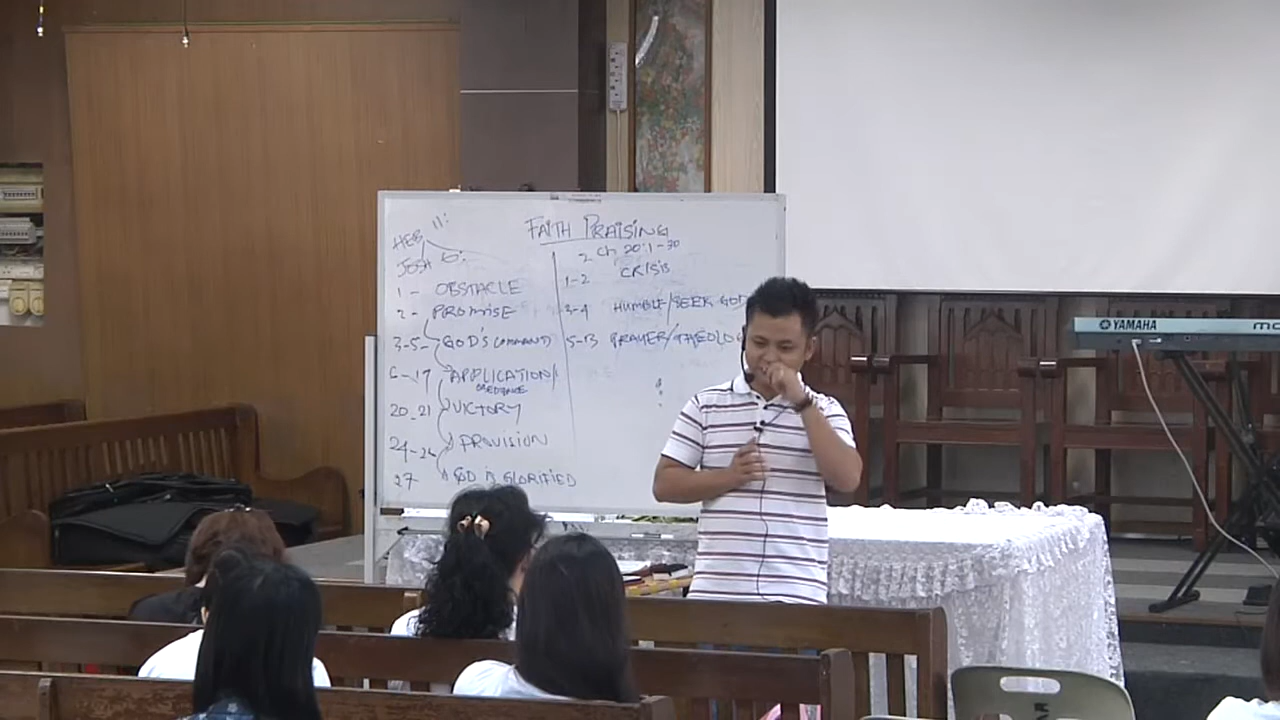 FAITH PRAISING
HEB 11:
JOSH 6:
1 - OBSTACLE
2 - PROMISE
3-5 - GOD'S COMMAND
6-17 APPLICATION/
OBEDIENCE
20-21 VICTORY
24-26 PROVISION
27 - GOD IS GLORIFIED
2 Ch 20:1-30
1-2 CRISIS
3-4 HUMBLE/SEEK GOD
5-13 PRAYER/
YAMAHA